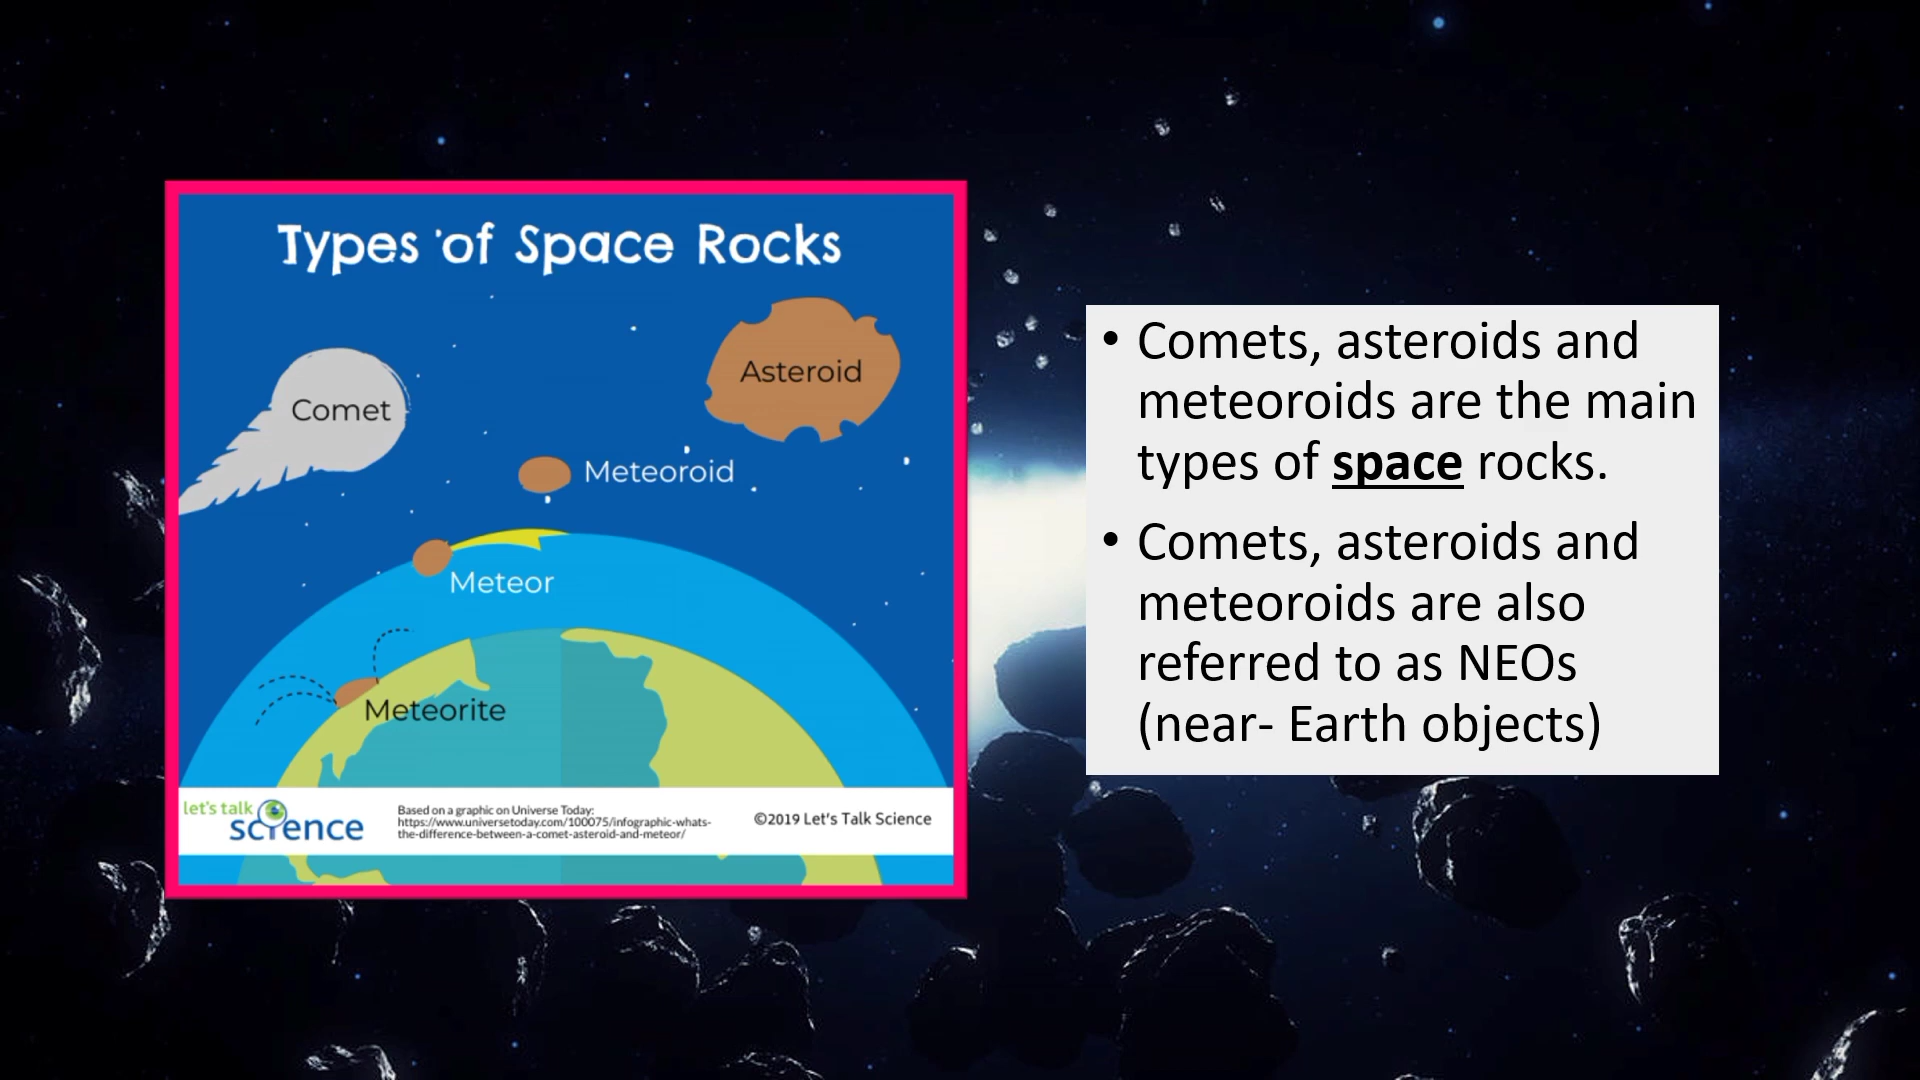 Types of Space Rocks
Asteroid
Comet
Meteoroid
Meteor
Meteorite
let's talk
science
Based on a graphic on Universe Today:
https://www.universetoday.com/100075/infographic-whats-
the-difference-between-a-comet-asteroid-and-meteor/
©2019 Let's Talk Science
• Comets, asteroids and
meteoroids are the main
types of space rocks.
• Comets, asteroids and
meteoroids are also
referred to as NEOs
(near- Earth objects)